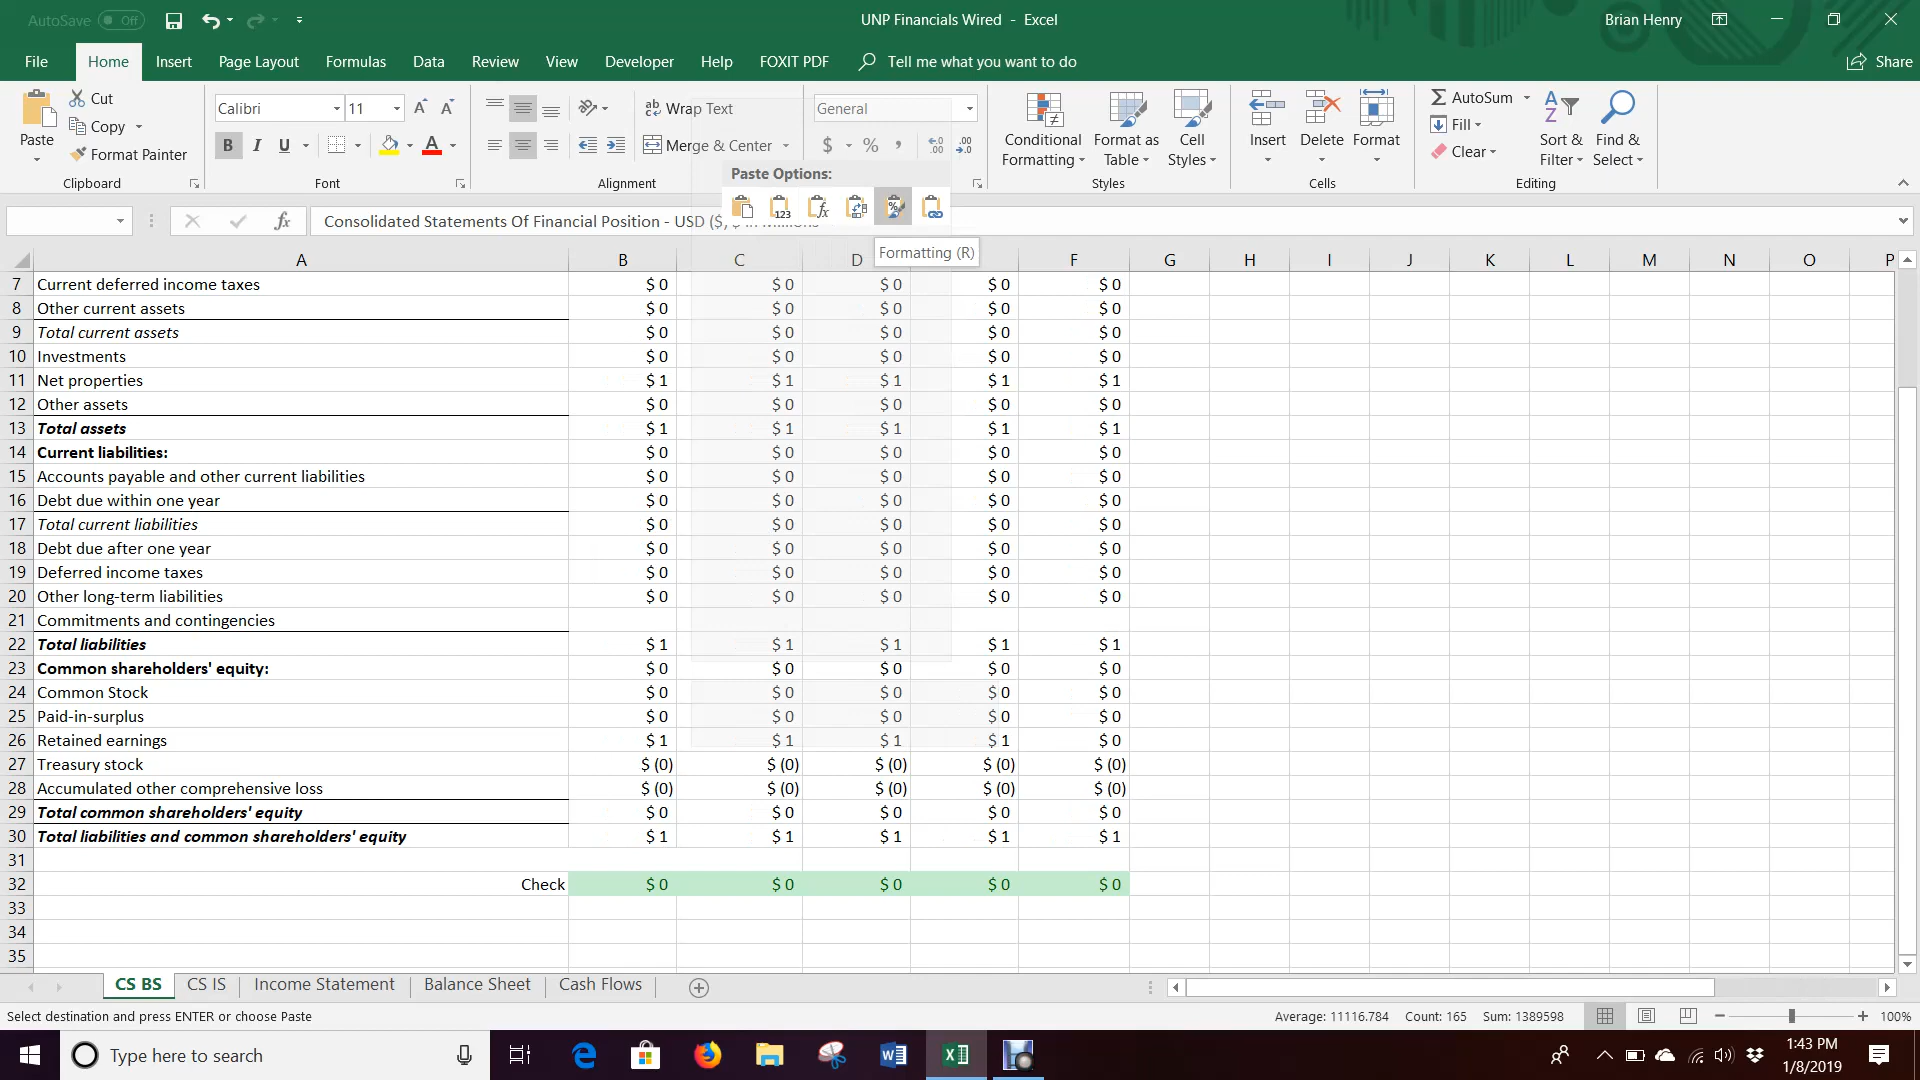 AutoSave Off
UNP Financials Wired - Excel
Brian Henry
File Home Insert Page Layout Formulas Data Review View Developer Help FOXIT PDF Tell me what you want to do Share
Paste
Cut
Copy
Format Painter
Clipboard
Calibri 11
B I U A
Font
Wrap Text
Merge & Center
Alignment
General
$ % ,
Conditional Formatting
Format as Table
Cell Styles
Styles
Insert Delete Format
Cells
AutoSum
Fill
Clear
Sort & Filter
Find & Select
Editing
Paste Options:
Formatting (R)
fx Consolidated Statements Of Financial Position - USD ($) $ in Millions
A B C D F G H I J K L M N O P
7 Current deferred income taxes $ 0 $ 0 $ 0 $ 0 $ 0
8 Other current assets $ 0 $ 0 $ 0 $ 0 $ 0
9 Total current assets $ 0 $ 0 $ 0 $ 0 $ 0
10 Investments $ 0 $ 0 $ 0 $ 0 $ 0
11 Net properties $ 1 $ 1 $ 1 $ 1 $ 1
12 Other assets $ 0 $ 0 $ 0 $ 0 $ 0
13 Total assets $ 1 $ 1 $ 1 $ 1 $ 1
14 Current liabilities: $ 0 $ 0 $ 0 $ 0 $ 0
15 Accounts payable and other current liabilities $ 0 $ 0 $ 0 $ 0 $ 0
16 Debt due within one year $ 0 $ 0 $ 0 $ 0 $ 0
17 Total current liabilities $ 0 $ 0 $ 0 $ 0 $ 0
18 Debt due after one year $ 0 $ 0 $ 0 $ 0 $ 0
19 Deferred income taxes $ 0 $ 0 $ 0 $ 0 $ 0
20 Other long-term liabilities $ 0 $ 0 $ 0 $ 0 $ 0
21 Commitments and contingencies
22 Total liabilities $ 1 $ 1 $ 1 $ 1 $ 1
23 Common shareholders' equity: $ 0 $ 0 $ 0 $ 0 $ 0
24 Common Stock $ 0 $ 0 $ 0 $ 0 $ 0
25 Paid-in-surplus $ 0 $ 0 $ 0 $ 0 $ 0
26 Retained earnings $ 1 $ 1 $ 1 $ 1 $ 0
27 Treasury stock $ (0) $ (0) $ (0) $ (0) $ (0)
28 Accumulated other comprehensive loss $ (0) $ (0) $ (0) $ (0) $ (0)
29 Total common shareholders' equity $ 0 $ 0 $ 0 $ 0 $ 0
30 Total liabilities and common shareholders' equity $ 1 $ 1 $ 1 $ 1 $ 1
31
32 Check $ 0 $ 0 $ 0 $ 0 $ 0
33
34
35
CS BS CS IS Income Statement Balance Sheet Cash Flows
Select destination and press ENTER or choose Paste Average: 11116.784 Count: 165 Sum: 1389598 100%
Type here to search
1:43 PM
1/8/2019